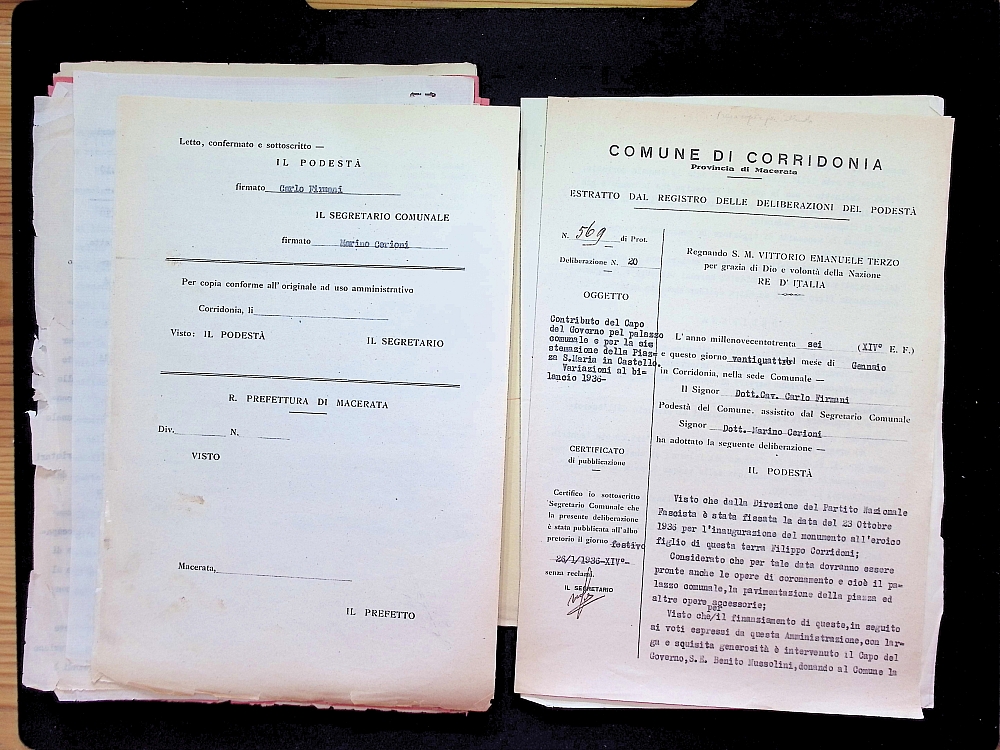 Letto, confermato e sottoscritto —
IL PODESTÀ
firmato Carlo Firmani
IL SEGRETARIO COMUNALE
firmato Marino Cerioni
Per copia conforme all' originale ad uso amministrativo
Corridonia, li
Visto: IL PODESTÀ IL SEGRETARIO
R. PREFETTURA DI MACERATA
Div. N.
VISTO
Macerata,
IL PREFETTO
COMUNE DI CORRIDONIA
Provincia di Macerata
ESTRATTO DAL REGISTRO DELLE DELIBERAZIONI DEL PODESTÀ
N. 569 di Prot.
Deliberazione N. 20
OGGETTO
Contributo del Capo
del Governo pel palazzo
comunale e per la sis
stemazione della Piaz-
za S.Maria in Castello.
Variazioni al bi-
lancio 1936-
CERTIFICATO
di pubblicazione
Certifico io sottoscritto
Segretario Comunale che
la presente deliberazione
è stata pubblicata all'albo
pretorio il giorno festivo
26/1/1936-XIV°-
senza reclami.
IL SEGRETARIO
Regnando S. M. VITTORIO EMANUELE TERZO
per grazia di Dio e volontà della Nazione
RE D' ITALIA
L'anno millenovecentotrenta sei (XIV° E. F.)
e questo giorno ventiquattro del mese di Gennaio
in Corridonia, nella sede Comunale —
Il Signor Dott.Cav. Carlo Firmani
Podestà del Comune. assistito dal Segretario Comunale
Signor Dott. Marino Cerioni
ha adottato la seguente deliberazione —
IL PODESTÀ
Visto che dalla Direzione del Partito Nazionale
Fascista è stata fissata la data del 23 Ottobre
1936 per l'inaugurazione del monumento all'eroico
figlio di questa terra Filippo Corridoni;
Considerato che per tale data dovranno essere
pronte anche le opere di coronamento e cioè il pa-
lazzo comunale,la pavimentazione della piazza ed
altre opere accessorie;
Visto che/per il finanziamento di queste,in seguito
ai voti espressi da questa Amministrazione,con lar-
ga e squisita generosità è intervenuto il Capo del
Governo,S.E. Benito Mussolini,donando al Comune la